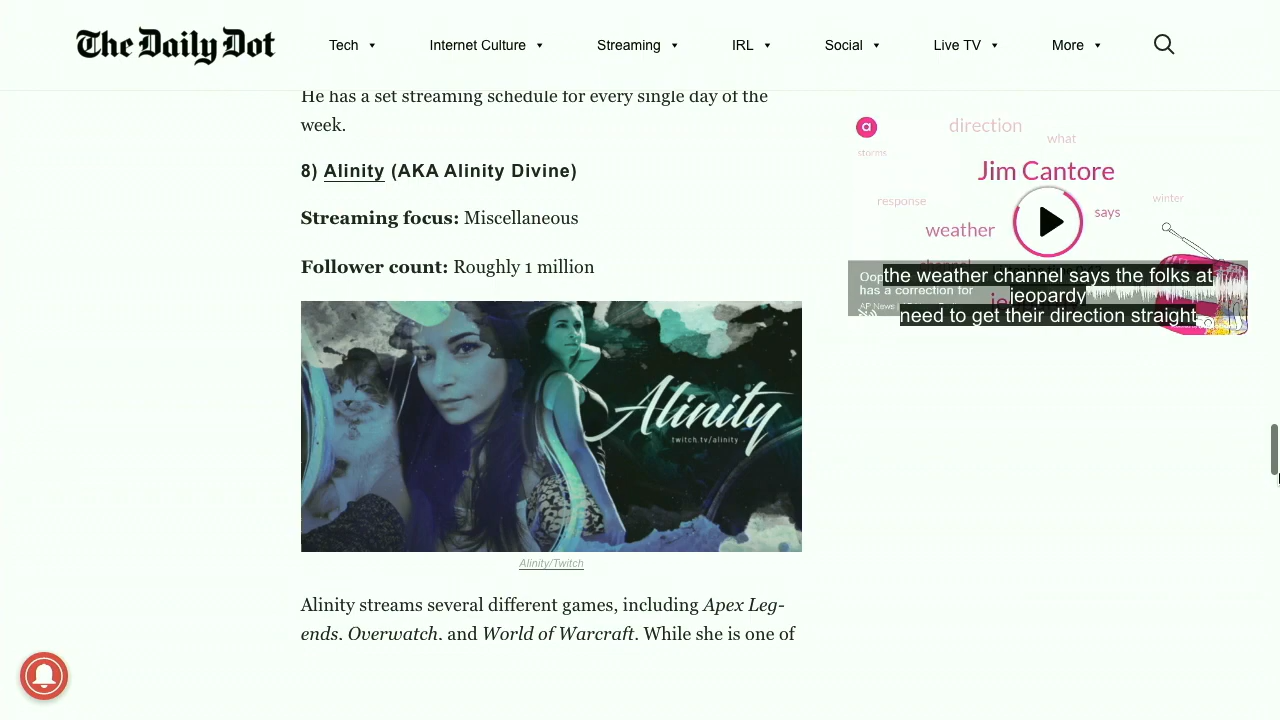 The Daily Dot
Tech
Internet Culture
Streaming
IRL
Social
Live TV
More
He has a set streaming schedule for every single day of the
week.
8) Alinity (AKA Alinity Divine)
Streaming focus: Miscellaneous
Follower count: Roughly 1 million
Alinity
twitch.tv/alinity
Alinity/Twitch
Alinity streams several different games, including Apex Leg-
ends, Overwatch, and World of Warcraft. While she is one of
a
direction
what
storms
Jim Cantore
response
winter
says
weather
channel
Oop
has a correction for
AP News
the weather channel says the folks at
jeopardy
need to get their direction straight